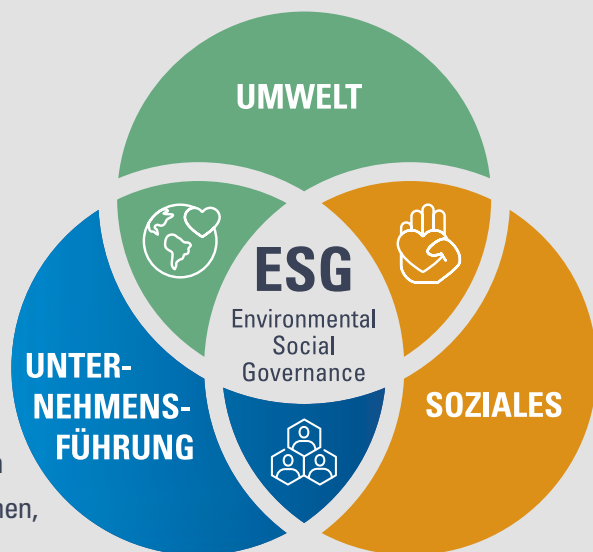 UMWELT
ESG
Environmental
Social
Governance
UNTER-
NEHMENS-
FÜHRUNG
SOZIALES